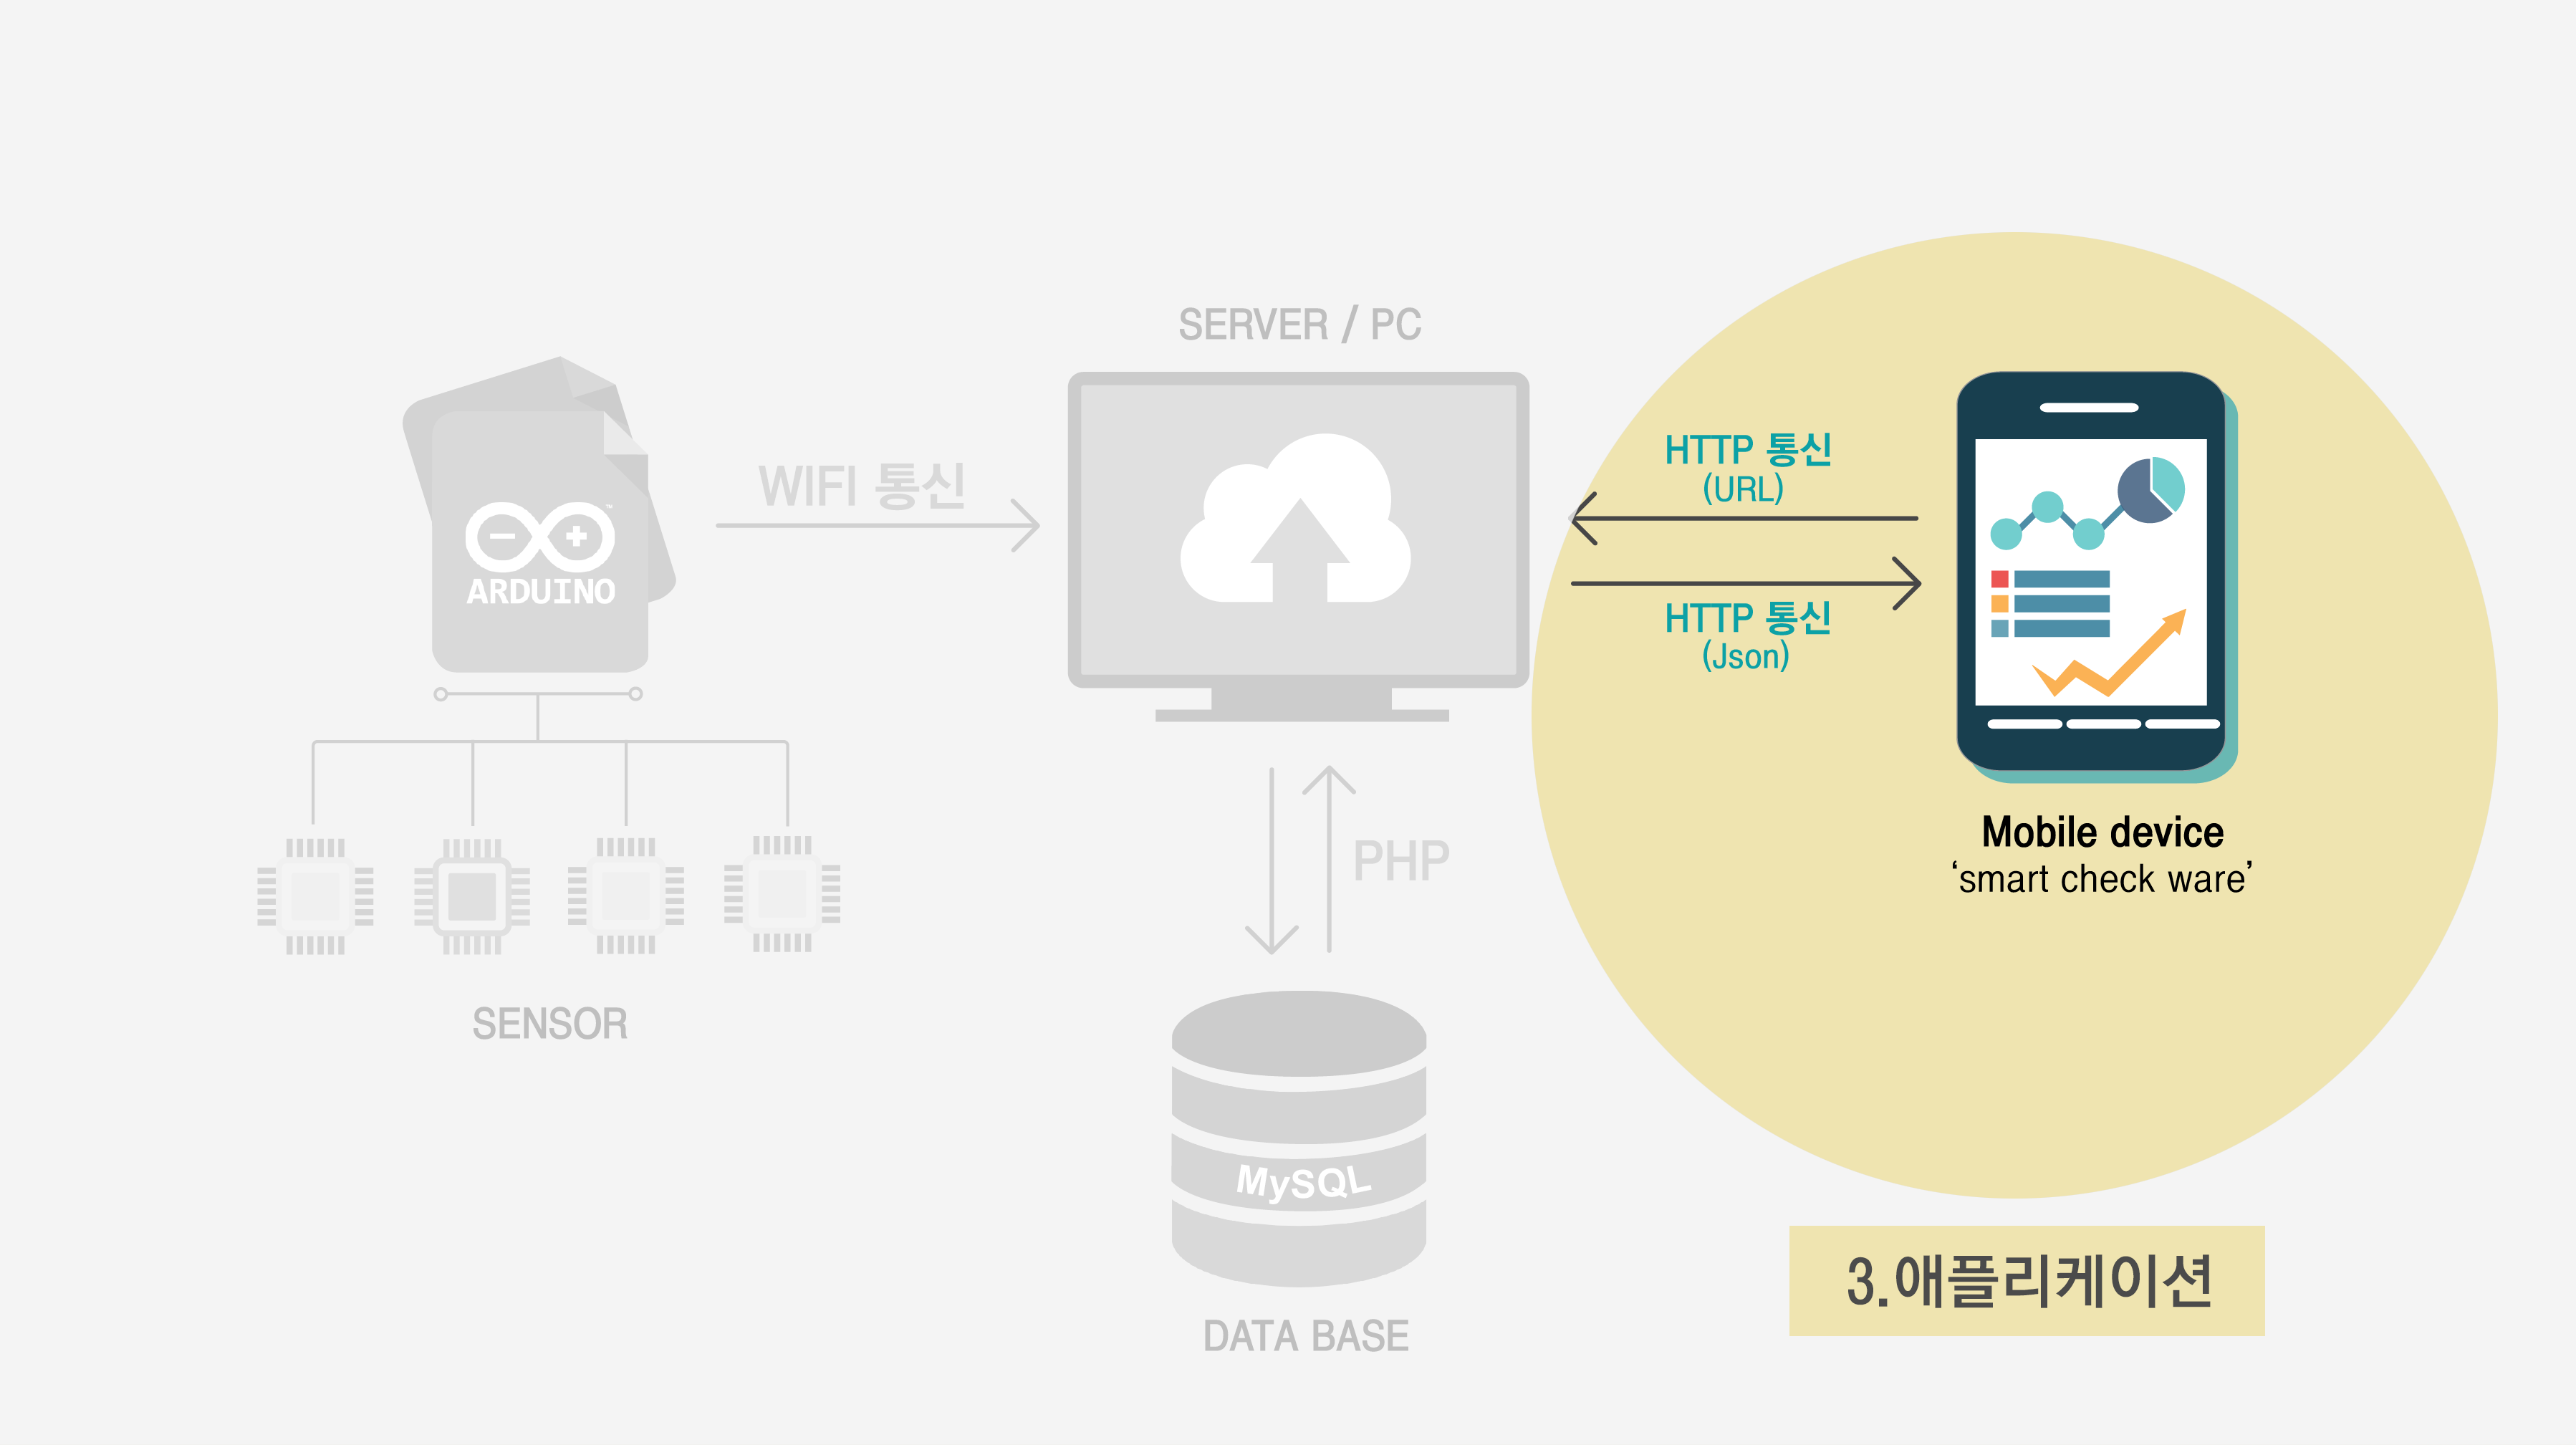 SERVER / PC
WIFI 통신
HTTP 통신
(URL)
HTTP 통신
(Json)
ARDUINO
Mobile device
‘smart check ware’
PHP
SENSOR
MySQL
DATA BASE
3.애플리케이션